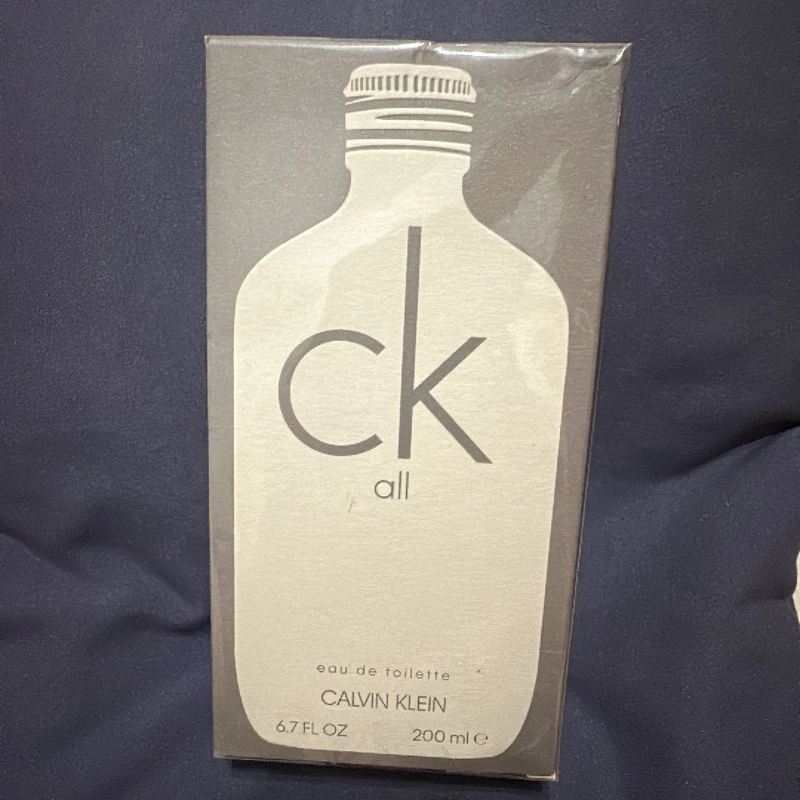 ck
all
eau de toilette
CALVIN KLEIN
6.7 FL OZ 200 ml ℮